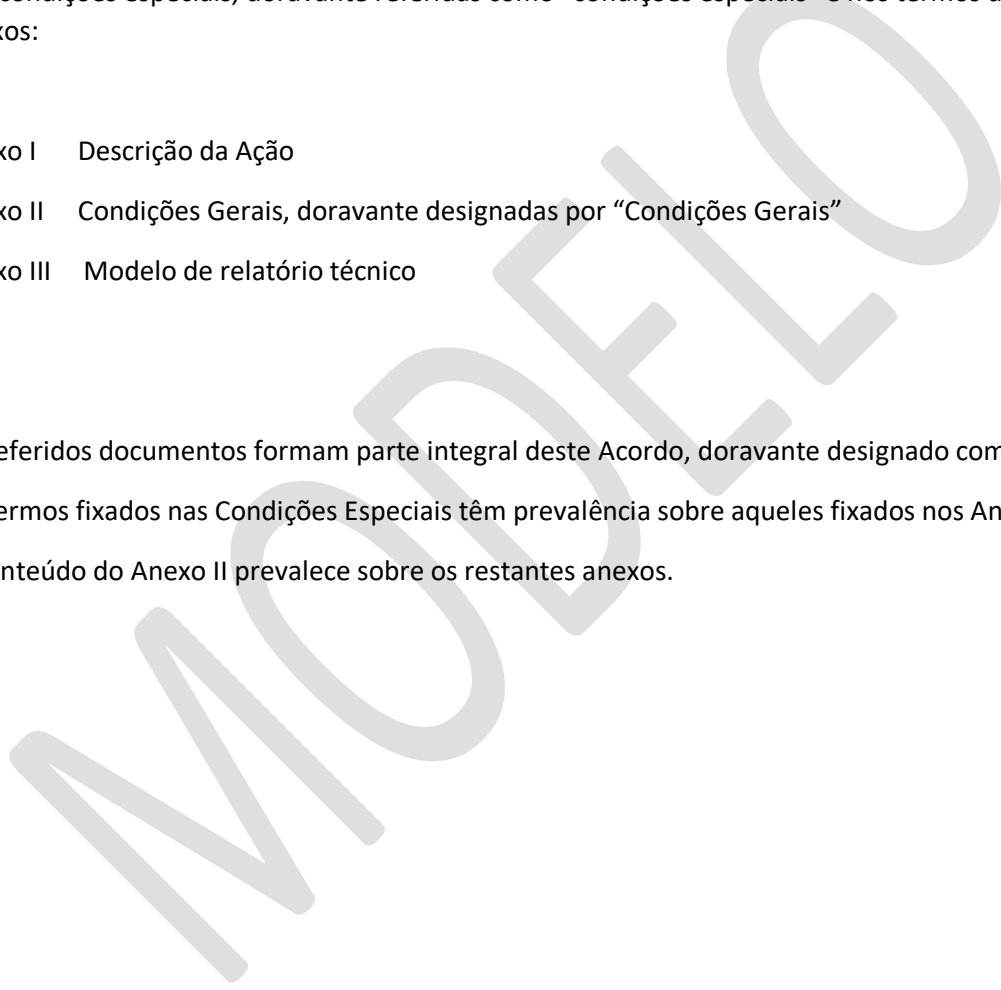 condições especiais, doravante referidas como "condições especiais" e nos termos
xos:
xo I Descrição da Ação
xo II Condições Gerais, doravante designadas por “Condições Gerais”
xo III Modelo de relatório técnico
eferidos documentos formam parte integral deste Acordo, doravante designado com
ermos fixados nas Condições Especiais têm prevalência sobre aqueles fixados nos An
nteúdo do Anexo II prevalece sobre os restantes anexos.
MODELO